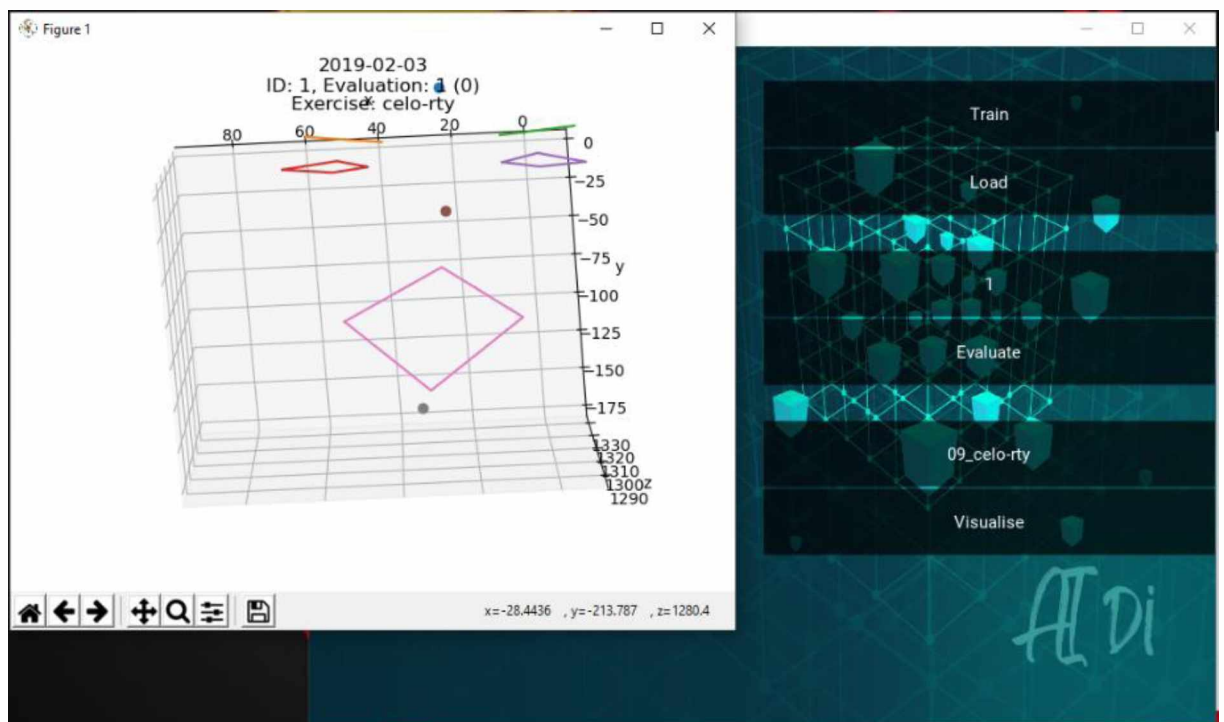 Figure 1
2019-02-03
ID: 1, Evaluation: 1 (0)
Exercise: celo-rty
x
80
60
40
20
0
0
−25
−50
−75
y
−100
−125
−150
−175
1330
1320
1310
1300
z
1290
x=-28.4436 , y=-213.787 , z=1280.4
Train
Load
1
Evaluate
09_celo-rty
Visualise
AI Di